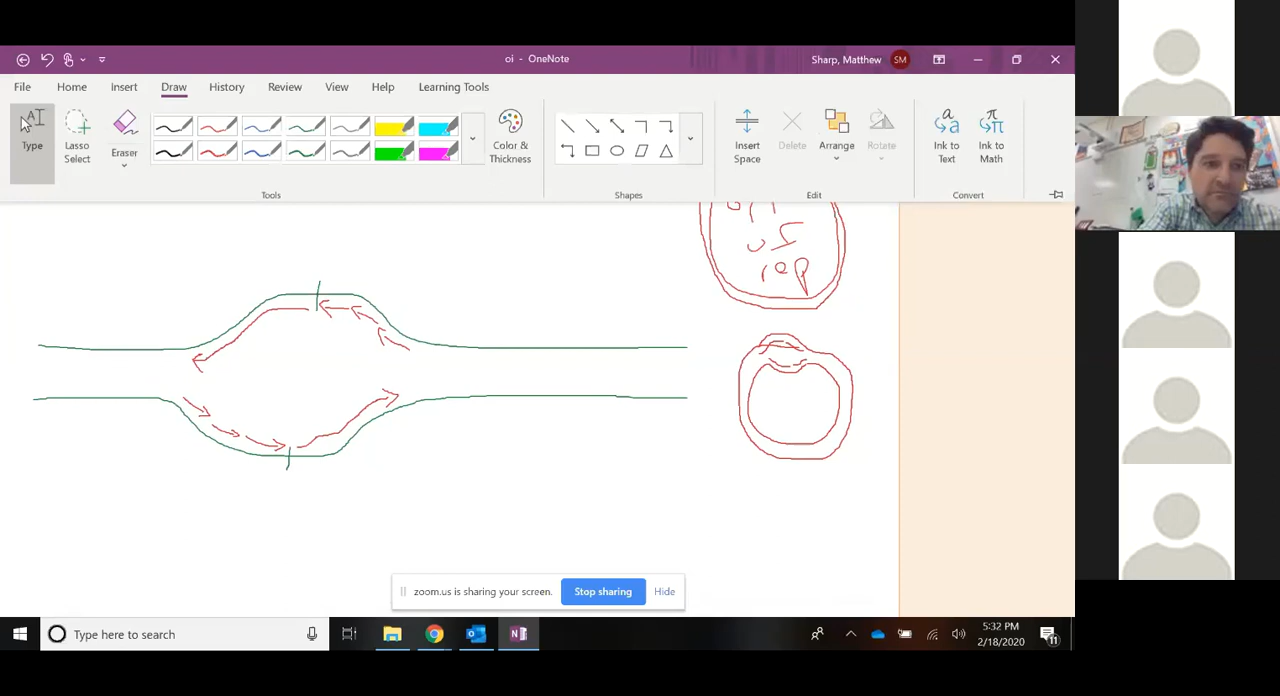 oi - OneNote
Sharp, Matthew
SM
File
Home
Insert
Draw
History
Review
View
Help
Learning Tools
Type
Lasso
Select
Eraser
Color &
Thickness
Insert
Space
Delete
Arrange
Rotate
Ink to
Text
Ink to
Math
Tools
Shapes
Edit
Convert
zoom.us is sharing your screen.
Stop sharing
Hide
Type here to search
5:32 PM
2/18/2020
11